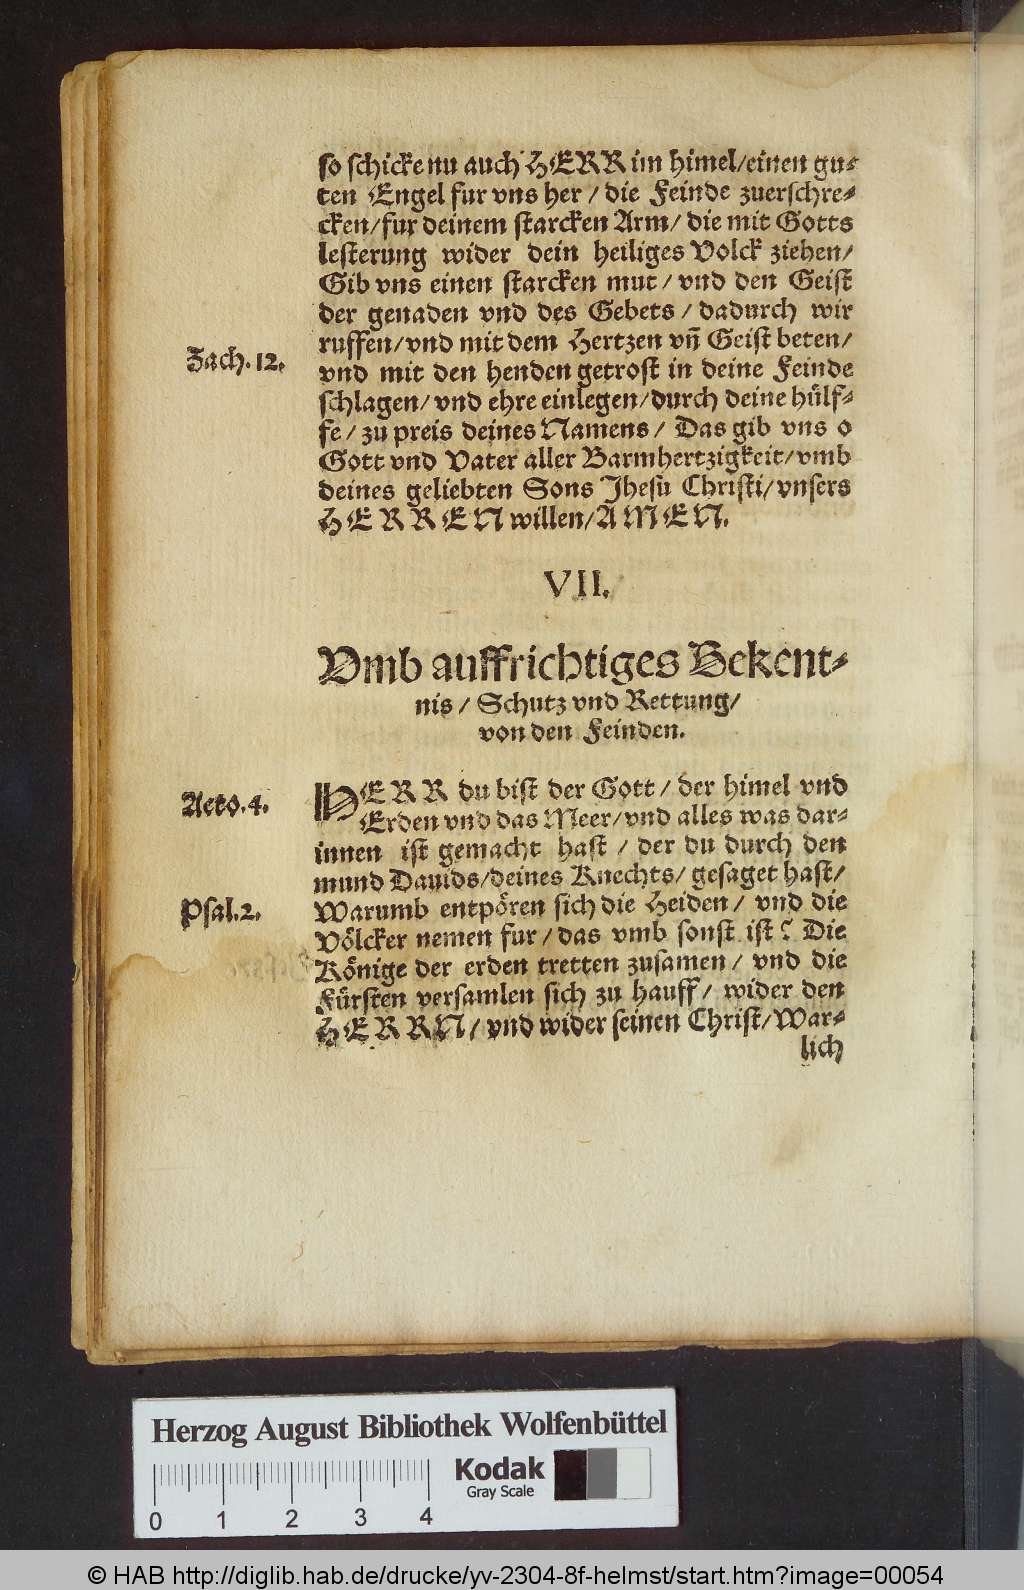 so schicke nu auch HERR im himel/einen gu-
ten Engel fur vns her / die Feinde zuerschre-
cken/fur deinem starcken Arm/ die mit Gotts
lesterung wider dein heiliges Volck ziehen/
Gib vns einen starcken mut / vnd den Geist
der genaden vnd des Gebets / dadurch wir
ruffen/vnd mit dem Hertzen vñ Geist beten/
Zach. 12.
vnd mit den henden getrost in deine Feinde
schlagen/ vnd ehre einlegen/durch deine hülf-
fe / zu preis deines Namens / Das gib vns o
Gott vnd Vater aller Barmhertzigkeit/vmb
deines geliebten Sons Jhesu Christi/vnsers
HERREN willen/AMEN.
VII.
Vmb auffrichtiges Bekent-
nis / Schutz vnd Rettung/
von den Feinden.
Acto. 4.
HERR du bist der Gott / der himel vnd
Erden vnd das Meer/vnd alles was dar-
innen ist gemacht hast / der du durch den
mund Dauids/deines Knechts/ gesaget hast/
Psal. 2.
Warumb entpören sich die Heiden / vnd die
Völcker nemen fur / das vmb sonst ist? Die
Könige der erden tretten zusamen / vnd die
Fürsten versamlen sich zu hauff / wider den
HERRN / vnd wider seinen Christ/War-
lich
Herzog August Bibliothek Wolfenbüttel
Kodak
Gray Scale
0 1 2 3 4
© HAB http://diglib.hab.de/drucke/yv-2304-8f-helmst/start.htm?image=00054